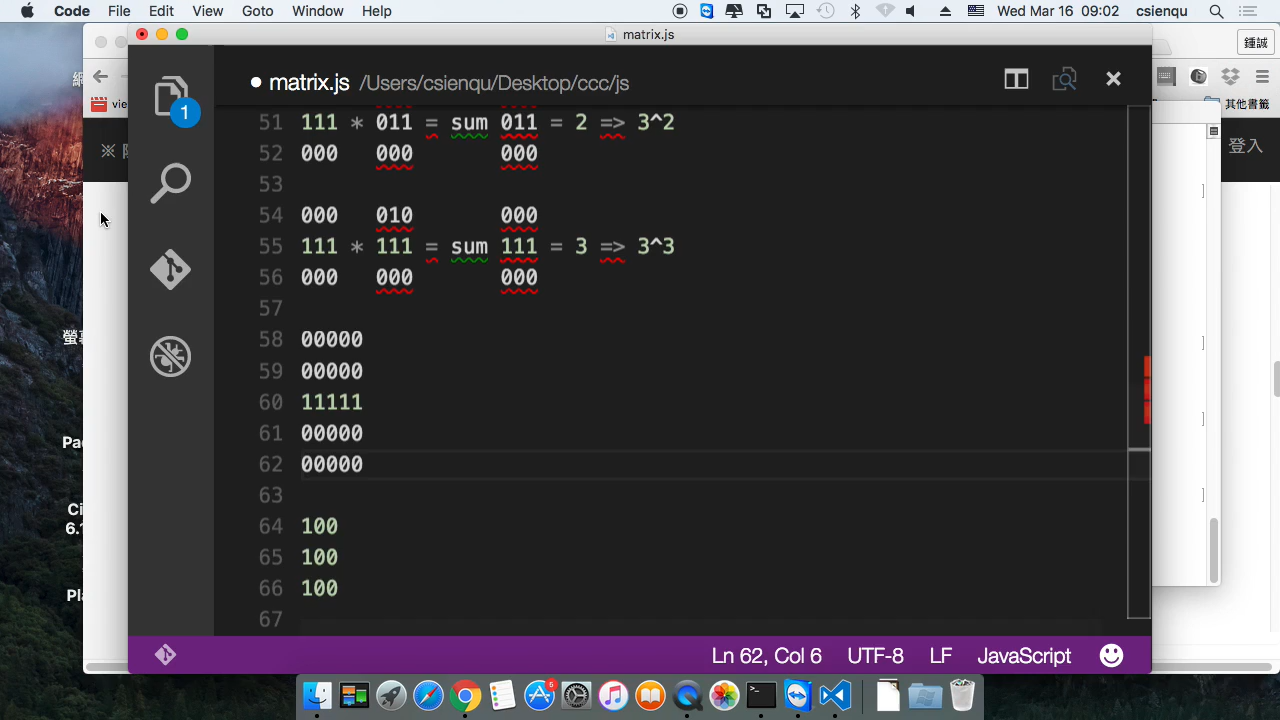 Code File Edit View Goto Window Help Wed Mar 16 09:02 csienqu
matrix.js
鍾誠
matrix.js /Users/csienqu/Desktop/ccc/js
1
vie
其他書籤
※
登入
51 111 * 011 = sum 011 = 2 => 3^2
52 000 000 000
53
54 000 010 000
55 111 * 111 = sum 111 = 3 => 3^3
56 000 000 000
57
58 00000
59 00000
60 11111
61 00000
62 00000
63
64 100
65 100
66 100
67
Pa
Ci
6.1
Pl
Ln 62, Col 6 UTF-8 LF JavaScript
6